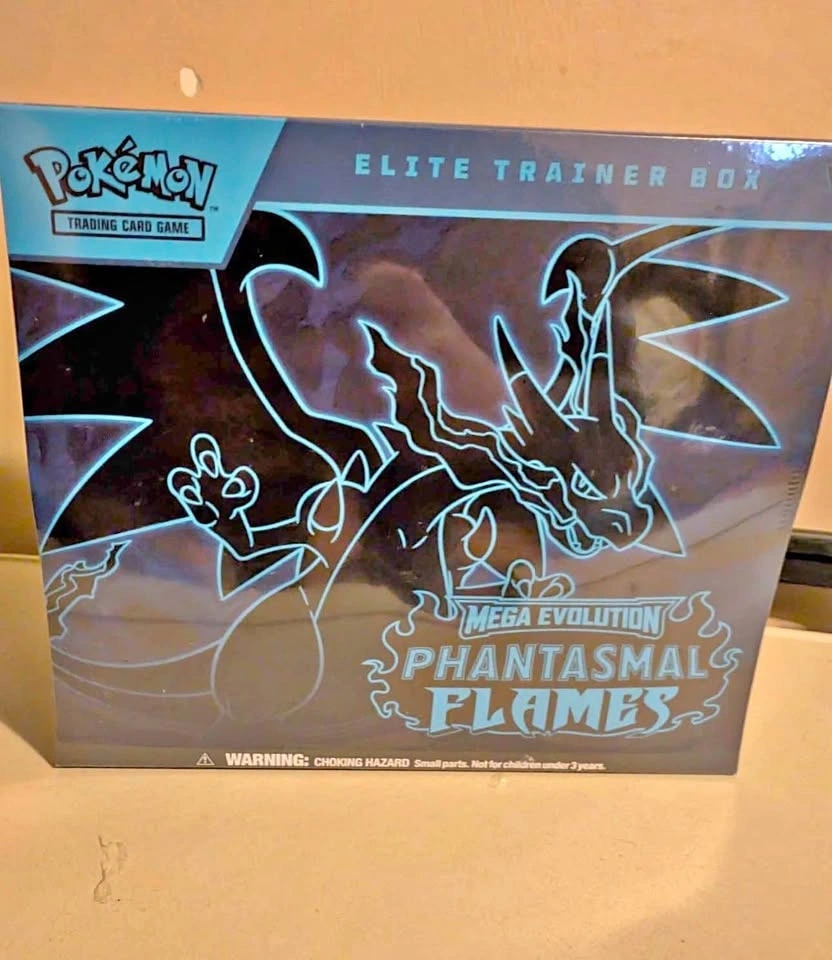 POKéMON
TM
TRADING CARD GAME
ELITE TRAINER BOX
MEGA EVOLUTION
PHANTASMAL
FLAMES
WARNING: CHOKING HAZARD Small parts. Not for children under 3 years.